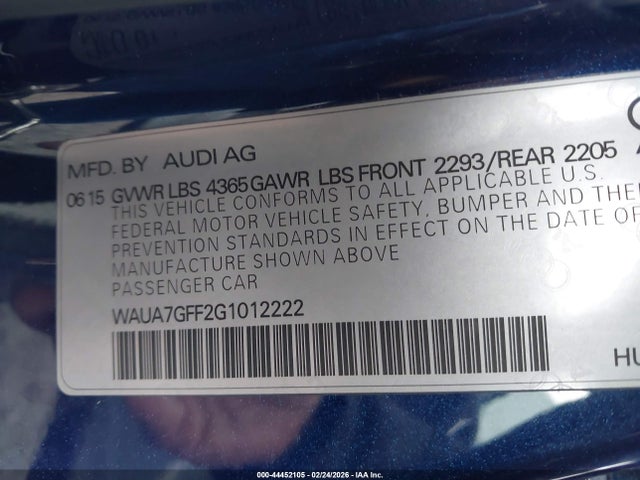 MFD. BY AUDI AG
06 15 GVWR LBS 4365 GAWR LBS FRONT 2293/REAR 2205
THIS VEHICLE CONFORMS TO ALL APPLICABLE U.S.
FEDERAL MOTOR VEHICLE SAFETY, BUMPER AND THE
PREVENTION STANDARDS IN EFFECT ON THE DATE OF
MANUFACTURE SHOWN ABOVE
PASSENGER CAR
WAUA7GFF2G1012222
HU
000-44452105 - 02/24/2026 - IAA Inc.